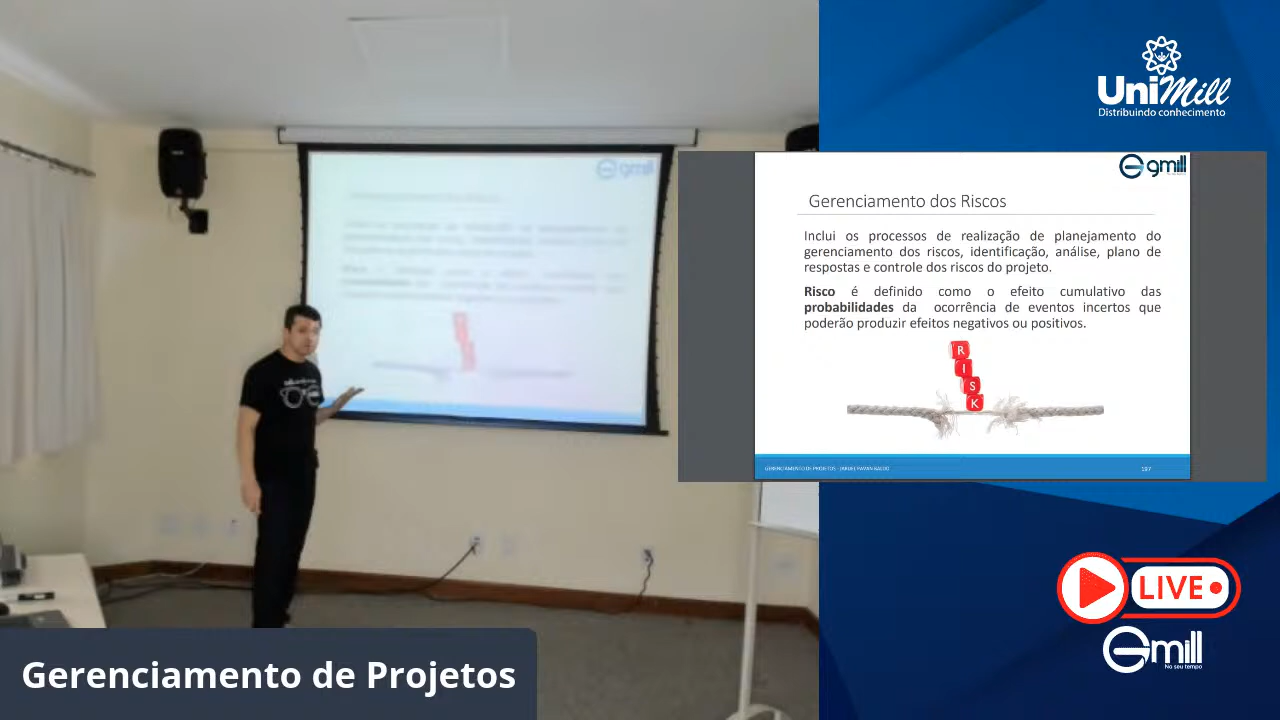 UniMill
Distribuindo conhecimento
gmill
gmill
Gerenciamento dos Riscos
Inclui os processos de realização de planejamento do
gerenciamento dos riscos, identificação, análise, plano de
respostas e controle dos riscos do projeto.
Risco é definido como o efeito cumulativo das
probabilidades da ocorrência de eventos incertos que
poderão produzir efeitos negativos ou positivos.
R
I
S
K
197
LIVE
Gmill
No seu tempo
Gerenciamento de Projetos